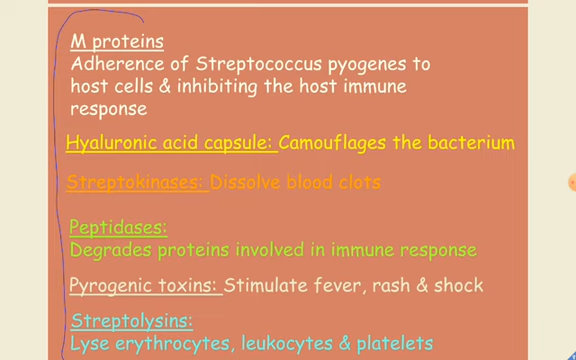 M proteins
Adherence of Streptococcus pyogenes to
host cells & inhibiting the host immune
response
Hyaluronic acid capsule: Camouflages the bacterium
Streptokinases: Dissolve blood clots
Peptidases:
Degrades proteins involved in immune response
Pyrogenic toxins: Stimulate fever, rash & shock
Streptolysins:
Lyse erythrocytes, leukocytes & platelets